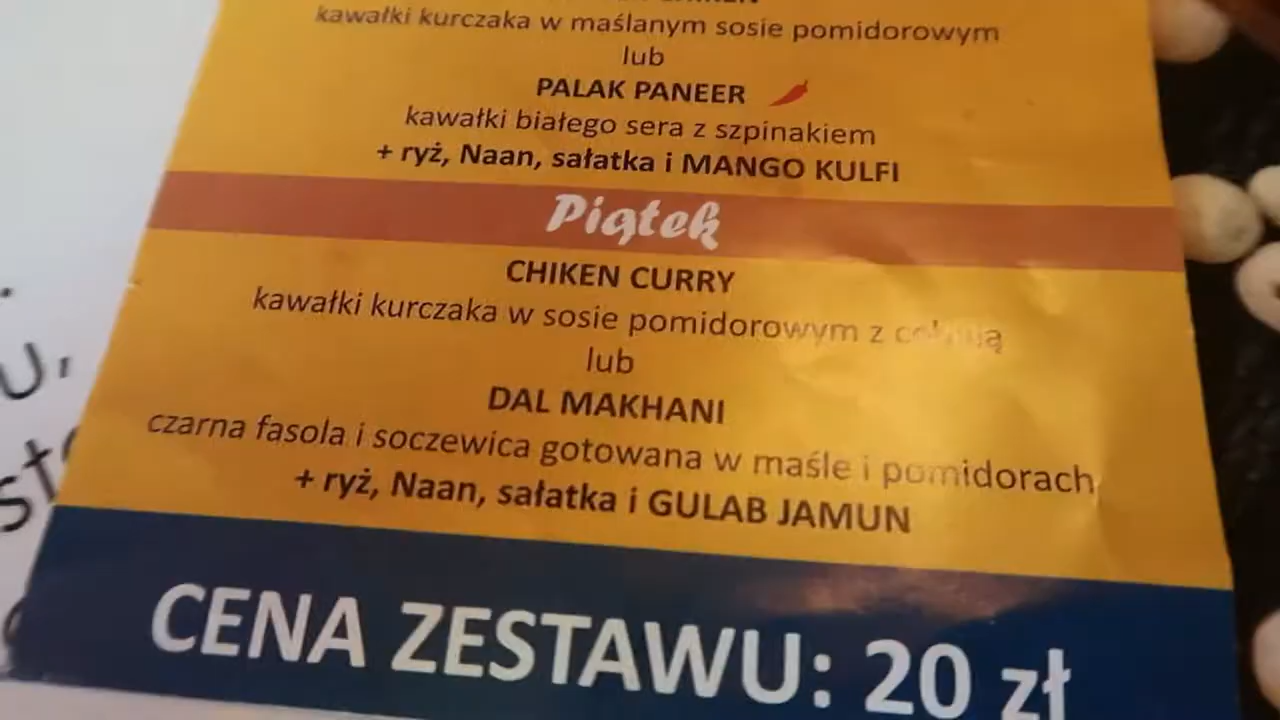 kawałki kurczaka w maślanym sosie pomidorowym
lub
PALAK PANEER
kawałki białego sera z szpinakiem
+ ryż, Naan, sałatka i MANGO KULFI
Piątek
CHIKEN CURRY
kawałki kurczaka w sosie pomidorowym z
lub
DAL MAKHANI
czarna fasola i soczewica gotowana w maśle i pomidorach
+ ryż, Naan, sałatka i GULAB JAMUN
CENA ZESTAWU: 20 zł